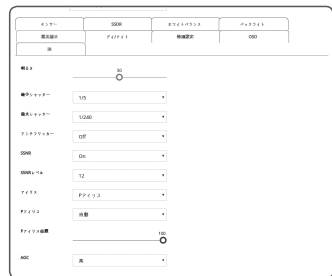 センサー SSDR ホワイトバランス バックライト
露出設定 デイ/ナイト 特殊設定 OSD
IR
明るさ 50
最小シャッター 1/5
最大シャッター 1/240
アンチフリッカー Off
SSNR On
SSNRレベル 12
アイリス Pアイリス
Pアイリス 自動
Pアイリス位置 100
AGC 高